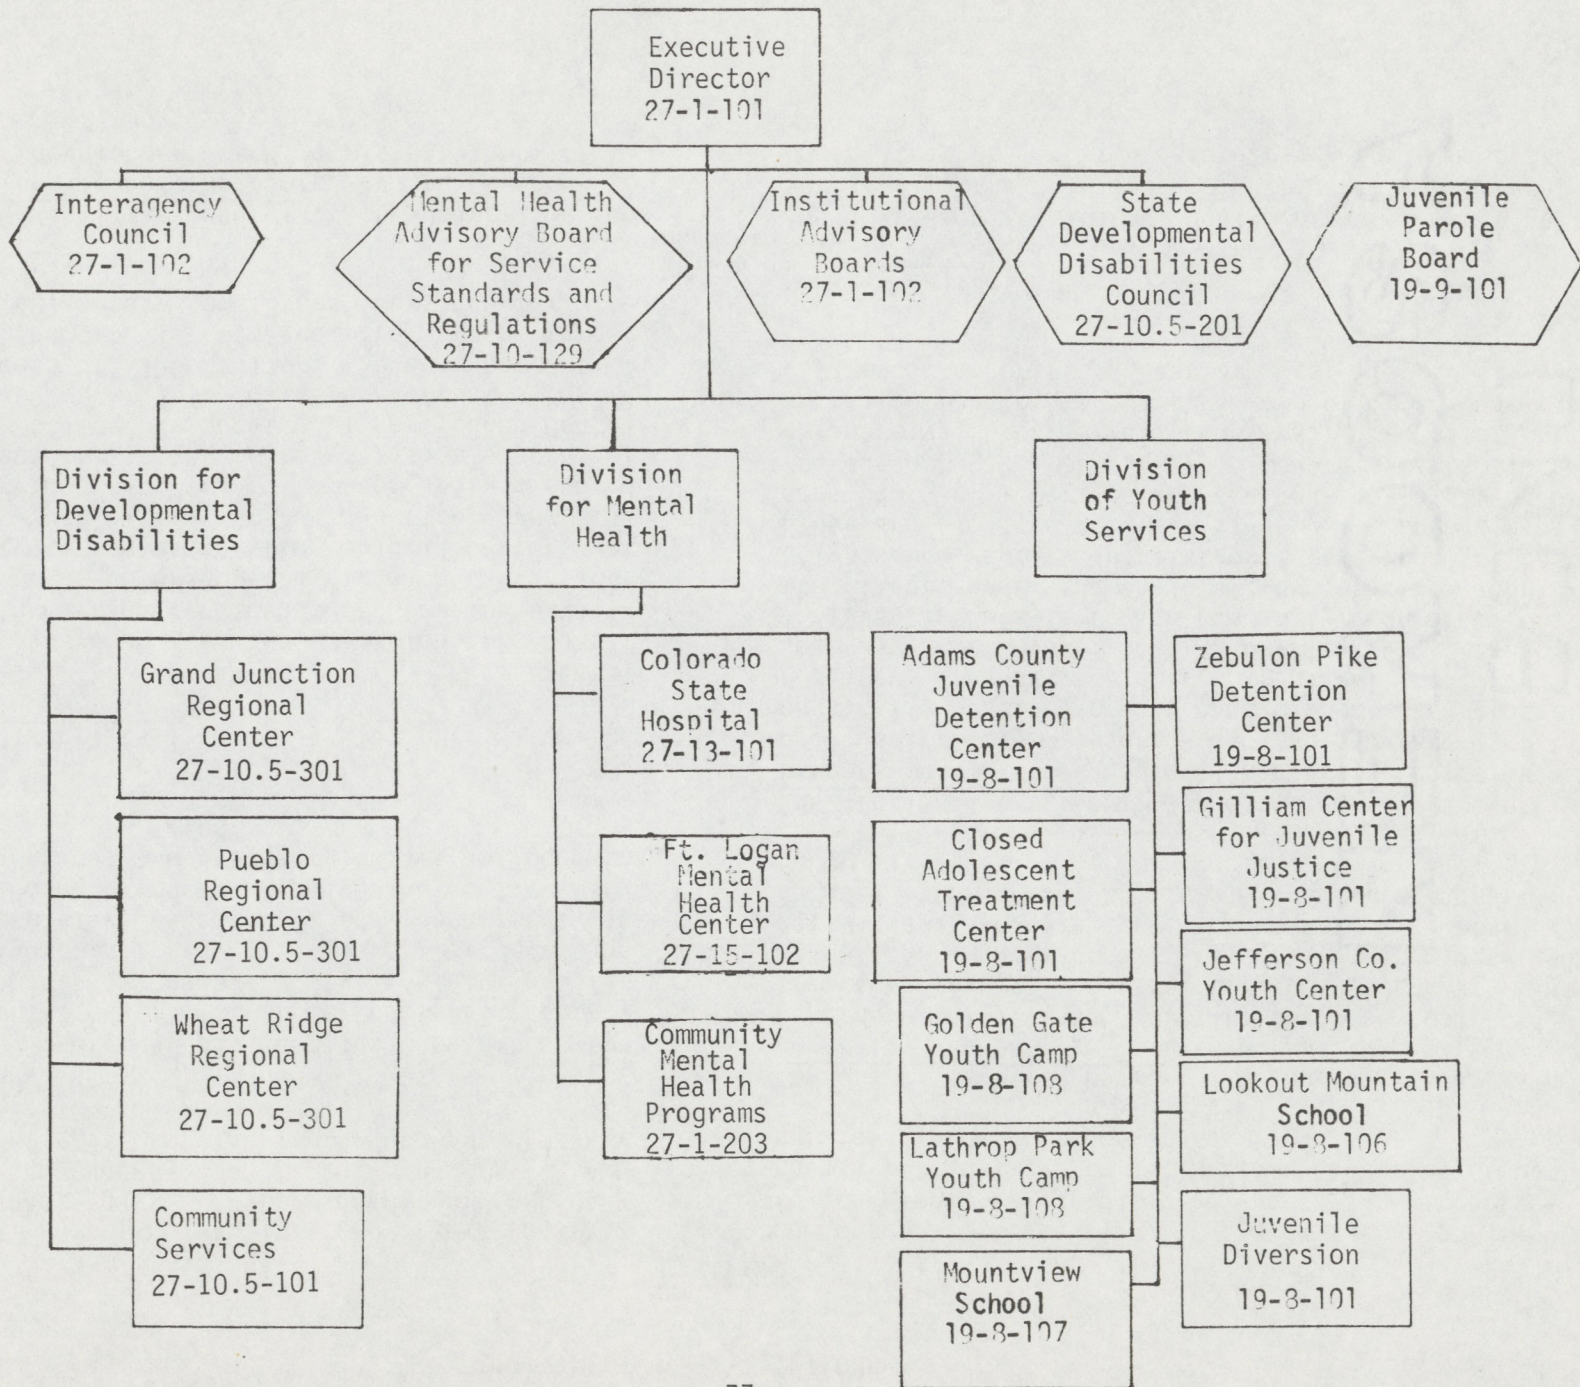 Executive
Director
27-1-101
Interagency
Council
27-1-102
Mental Health
Advisory Board
for Service
Standards and
Regulations
27-10-129
Institutional
Advisory
Boards
27-1-102
State
Developmental
Disabilities
Council
27-10.5-201
Juvenile
Parole
Board
19-9-101
Division for
Developmental
Disabilities
Division
for Mental
Health
Division
of Youth
Services
Grand Junction
Regional
Center
27-10.5-301
Pueblo
Regional
Center
27-10.5-301
Wheat Ridge
Regional
Center
27-10.5-301
Community
Services
27-10.5-101
Colorado
State
Hospital
27-13-101
Ft. Logan
Mental
Health
Center
27-15-102
Community
Mental
Health
Programs
27-1-203
Adams County
Juvenile
Detention
Center
19-8-101
Closed
Adolescent
Treatment
Center
19-8-101
Golden Gate
Youth Camp
19-8-108
Lathrop Park
Youth Camp
19-8-108
Mountview
School
19-8-107
Zebulon Pike
Detention
Center
19-8-101
Gilliam Center
for Juvenile
Justice
19-8-101
Jefferson Co.
Youth Center
19-8-101
Lookout Mountain
School
19-8-106
Juvenile
Diversion
19-8-101